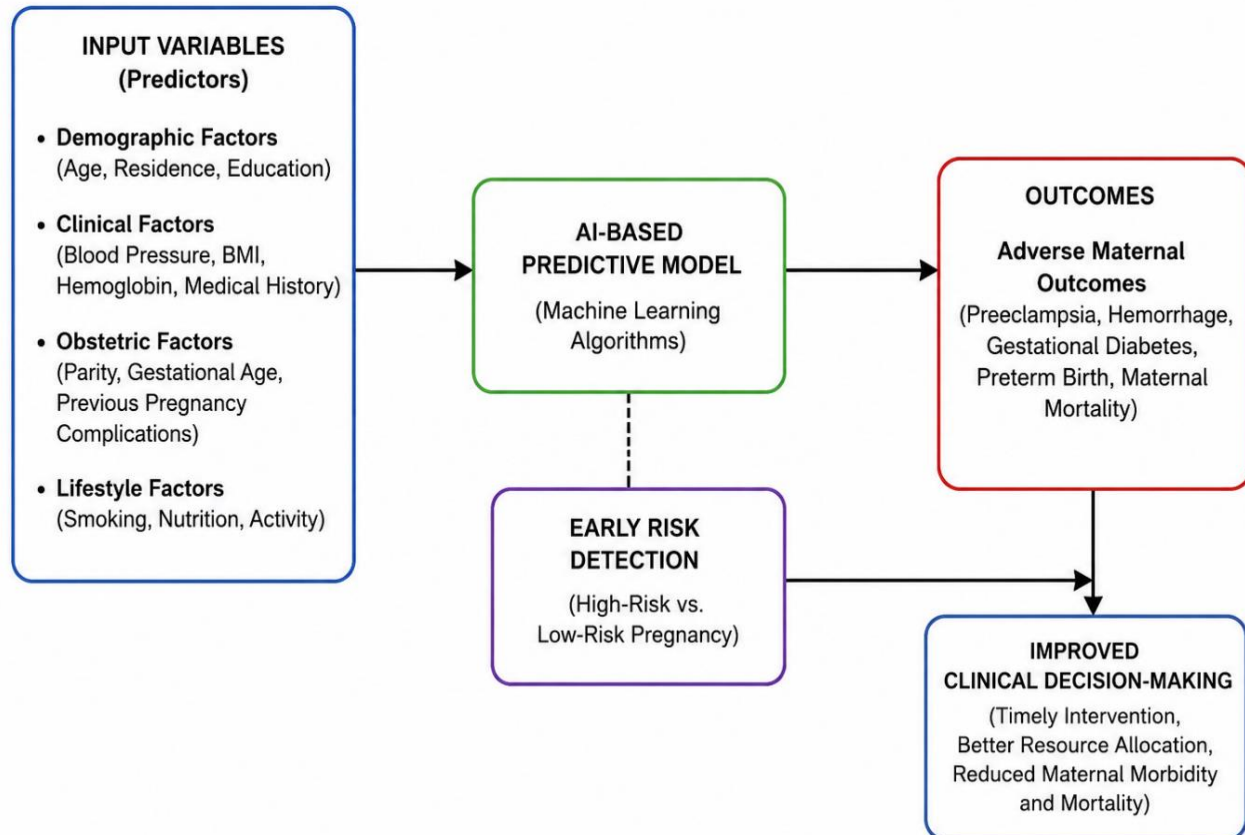 INPUT VARIABLES
(Predictors)
• Demographic Factors
(Age, Residence, Education)
• Clinical Factors
(Blood Pressure, BMI,
Hemoglobin, Medical History)
• Obstetric Factors
(Parity, Gestational Age,
Previous Pregnancy
Complications)
• Lifestyle Factors
(Smoking, Nutrition, Activity)
AI-BASED
PREDICTIVE MODEL
(Machine Learning
Algorithms)
EARLY RISK
DETECTION
(High-Risk vs.
Low-Risk Pregnancy)
OUTCOMES
Adverse Maternal
Outcomes
(Preeclampsia, Hemorrhage,
Gestational Diabetes,
Preterm Birth, Maternal
Mortality)
IMPROVED
CLINICAL DECISION-MAKING
(Timely Intervention,
Better Resource Allocation,
Reduced Maternal Morbidity
and Mortality)